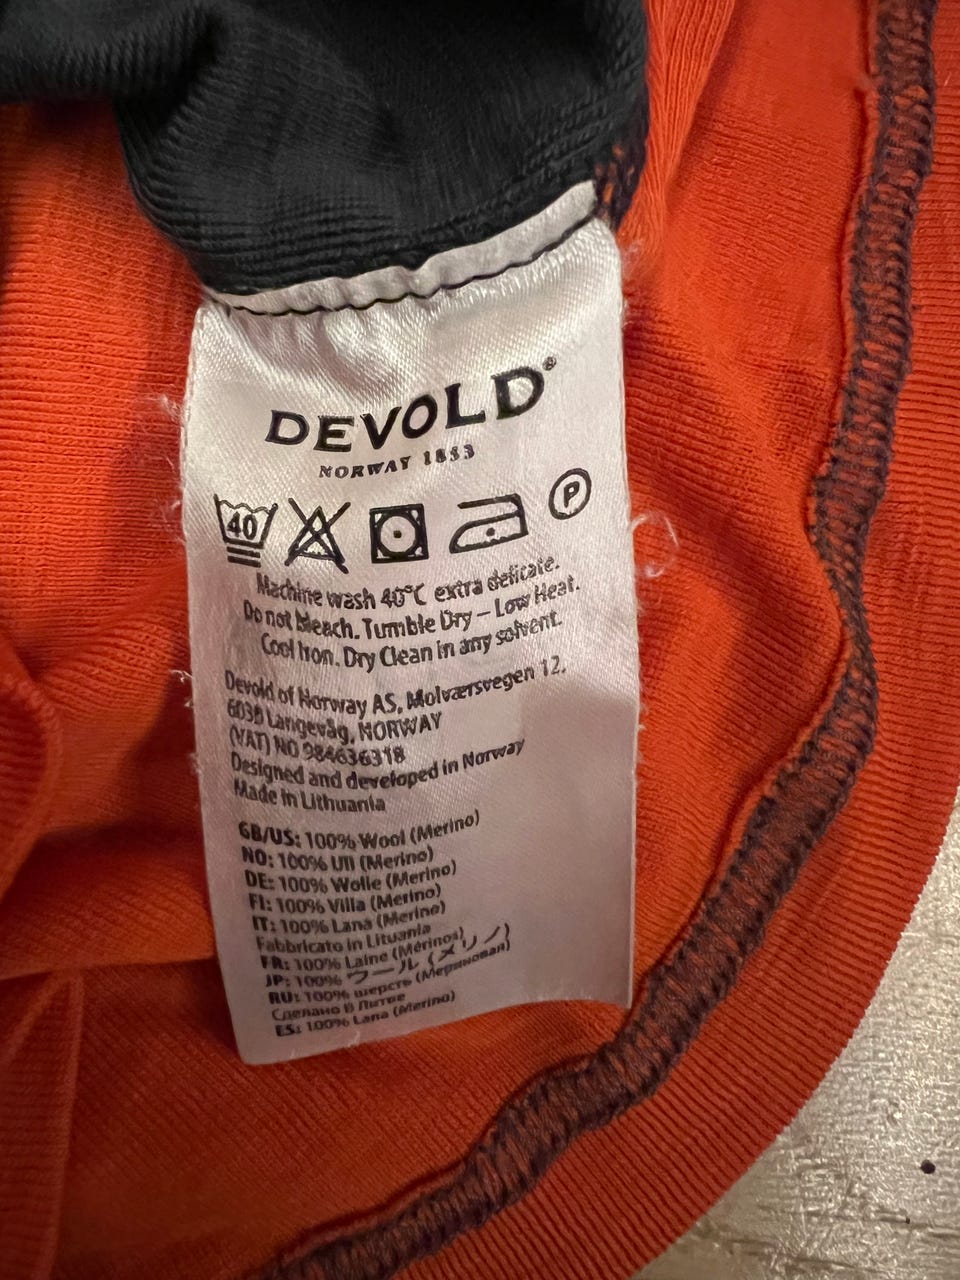 DEVOLD®
NORWAY 1853
40 P
Machine wash 40°C extra delicate.
Do not bleach. Tumble Dry – Low Heat.
Cool Iron. Dry Clean in any solvent.
Devold of Norway AS, Molværsvegen 12,
6030 Langevåg, NORWAY
(VAT) NO 984636318
Designed and developed in Norway
Made in Lithuania
GB/US: 100% Wool (Merino)
NO: 100% Ull (Merino)
DE: 100% Wolle (Merino)
FI: 100% Villa (Merino)
IT: 100% Lana (Merino)
Fabbricato in Lituania
FR: 100% Laine (Mérinos)
JP: 100% ウール (メリノ)
RU: 100% шерсть (Мериновая)
Сделано В Литве
ES: 100% Lana (Merino)